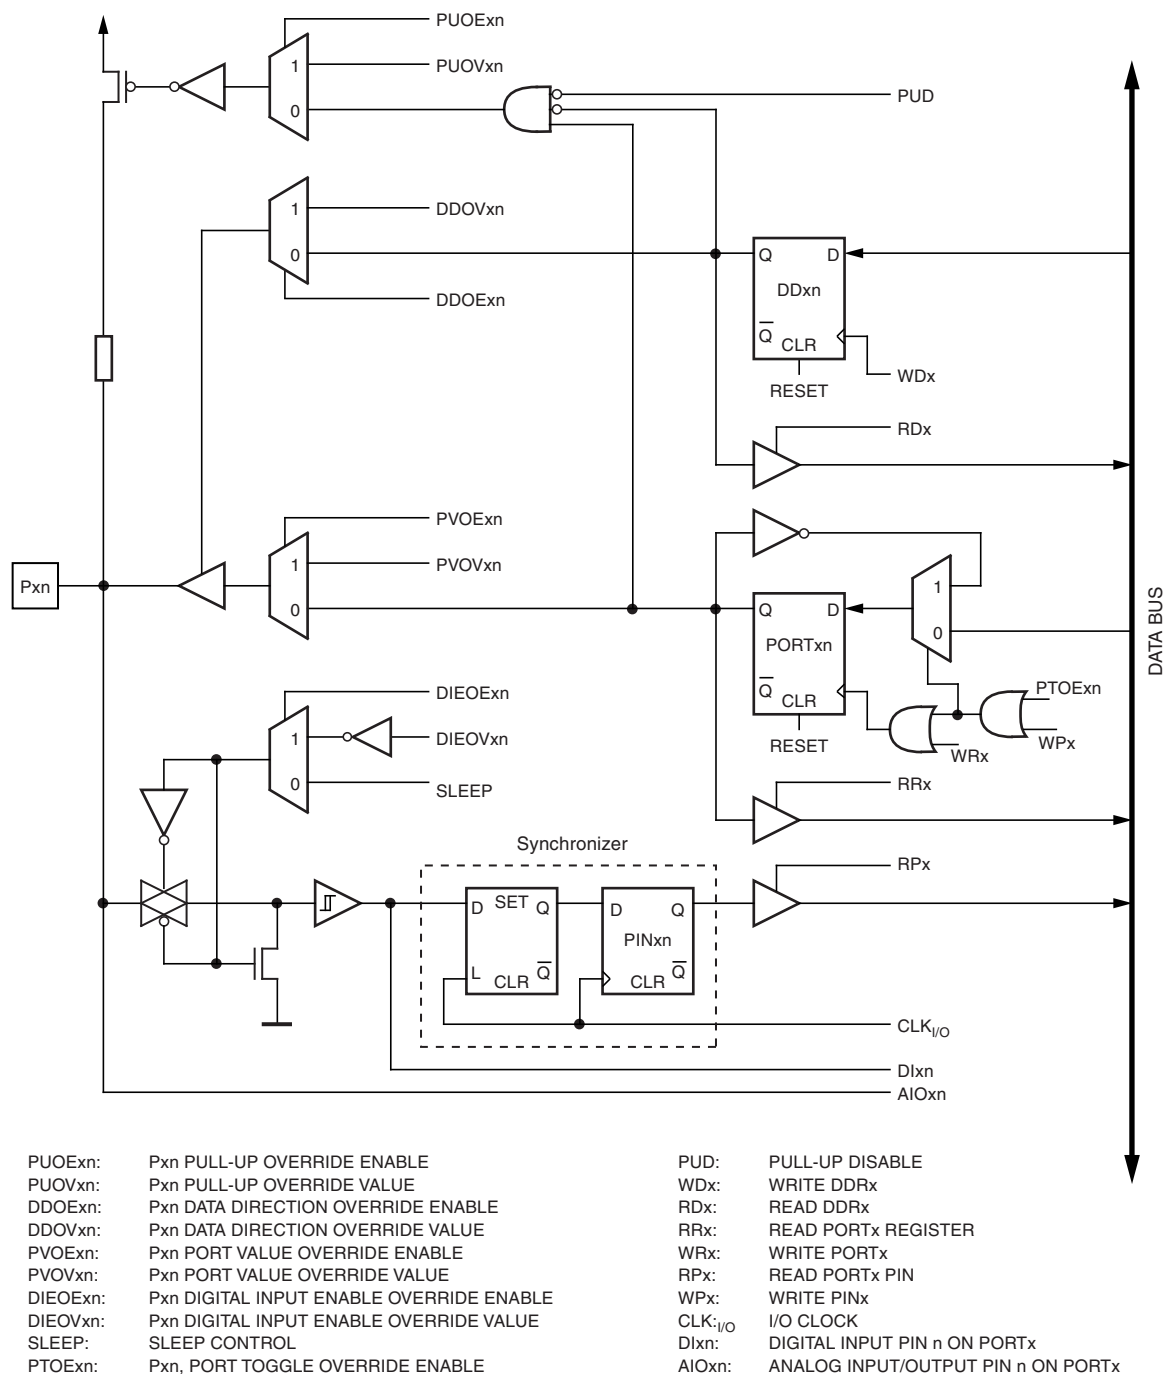 PUOExn
PUOVxn
1
0
PUD
DDOVxn
1
0
DDOExn
Q D
DDxn
Q
CLR
RESET
WDx
RDx
PVOExn
PVOVxn
1
0
Pxn
1
0
Q D
PORTxn
Q
CLR
RESET
PTOExn
WPx
WRx
DATA BUS
DIEOExn
DIEOVxn
1
0
SLEEP
RRx
Synchronizer
RPx
D SET Q
L CLR Q
D Q
PINxn
CLR Q
CLKI/O
DIxn
AIOxn
PUOExn: Pxn PULL-UP OVERRIDE ENABLE
PUOVxn: Pxn PULL-UP OVERRIDE VALUE
DDOExn: Pxn DATA DIRECTION OVERRIDE ENABLE
DDOVxn: Pxn DATA DIRECTION OVERRIDE VALUE
PVOExn: Pxn PORT VALUE OVERRIDE ENABLE
PVOVxn: Pxn PORT VALUE OVERRIDE VALUE
DIEOExn: Pxn DIGITAL INPUT ENABLE OVERRIDE ENABLE
DIEOVxn: Pxn DIGITAL INPUT ENABLE OVERRIDE VALUE
SLEEP: SLEEP CONTROL
PTOExn: Pxn, PORT TOGGLE OVERRIDE ENABLE
PUD: PULL-UP DISABLE
WDx: WRITE DDRx
RDx: READ DDRx
RRx: READ PORTx REGISTER
WRx: WRITE PORTx
RPx: READ PORTx PIN
WPx: WRITE PINx
CLK:I/O I/O CLOCK
DIxn: DIGITAL INPUT PIN n ON PORTx
AIOxn: ANALOG INPUT/OUTPUT PIN n ON PORTx